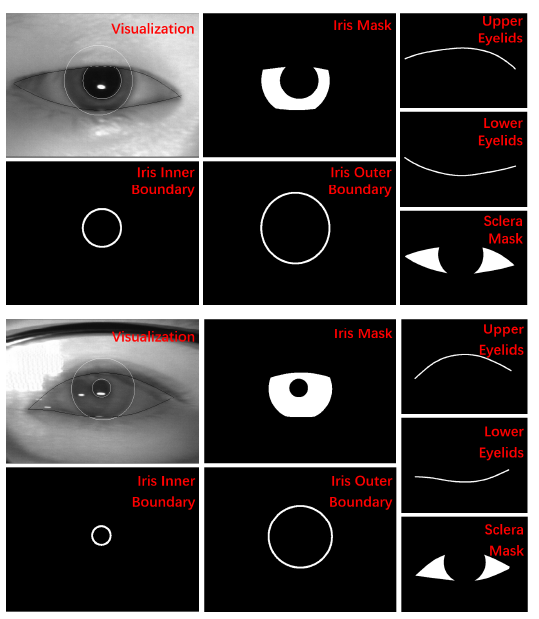 Visualization
Iris Mask
Upper
Eyelids
Lower
Eyelids
Iris Inner
Boundary
Iris Outer
Boundary
Sclera
Mask
Visualization
Iris Mask
Upper
Eyelids
Lower
Eyelids
Iris Inner
Boundary
Iris Outer
Boundary
Sclera
Mask